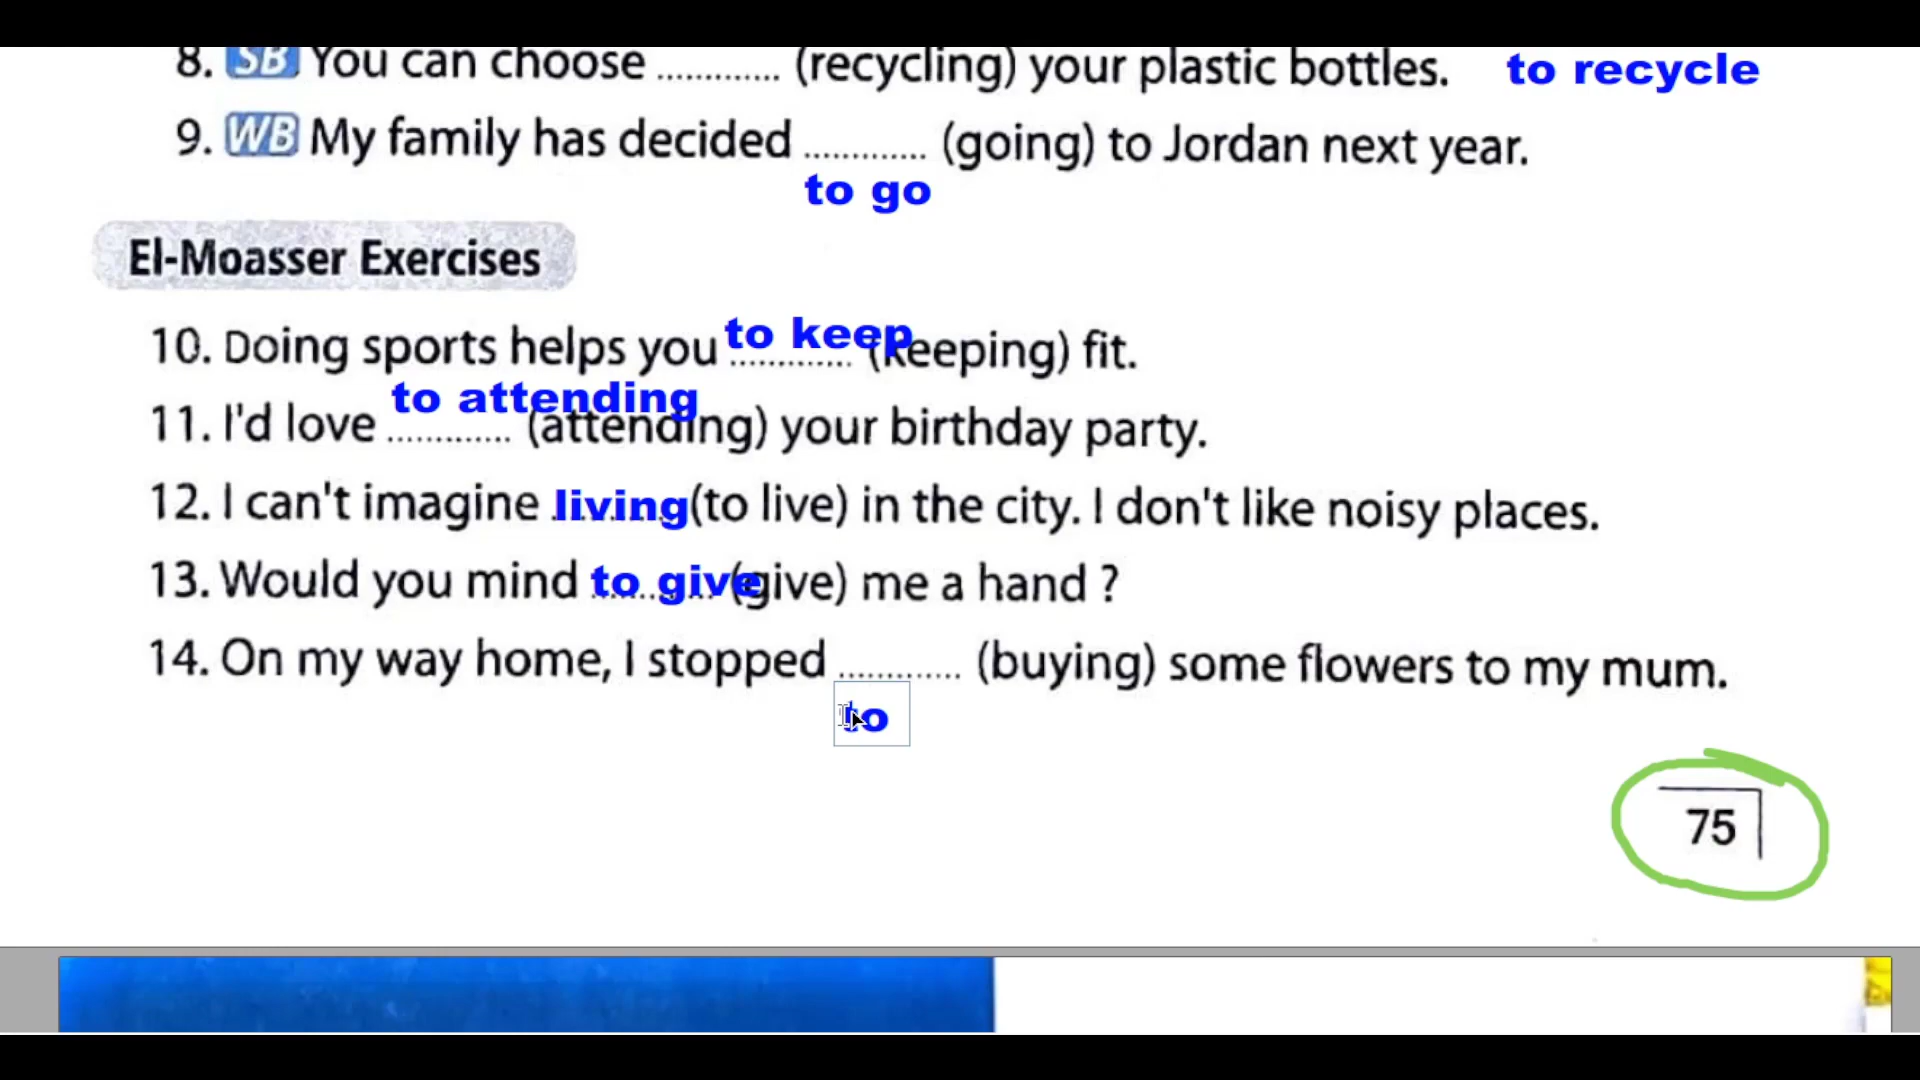 8. SB You can choose ............. (recycling) your plastic bottles. to recycle
9. WB My family has decided ............. (going) to Jordan next year.
to go
El-Moasser Exercises
10. Doing sports helps you to keep ............. (keeping) fit.
11. I'd love to attending ............. (attending) your birthday party.
12. I can't imagine living (to live) in the city. I don't like noisy places.
13. Would you mind to give (give) me a hand ?
14. On my way home, I stopped ............. (buying) some flowers to my mum.
to
75